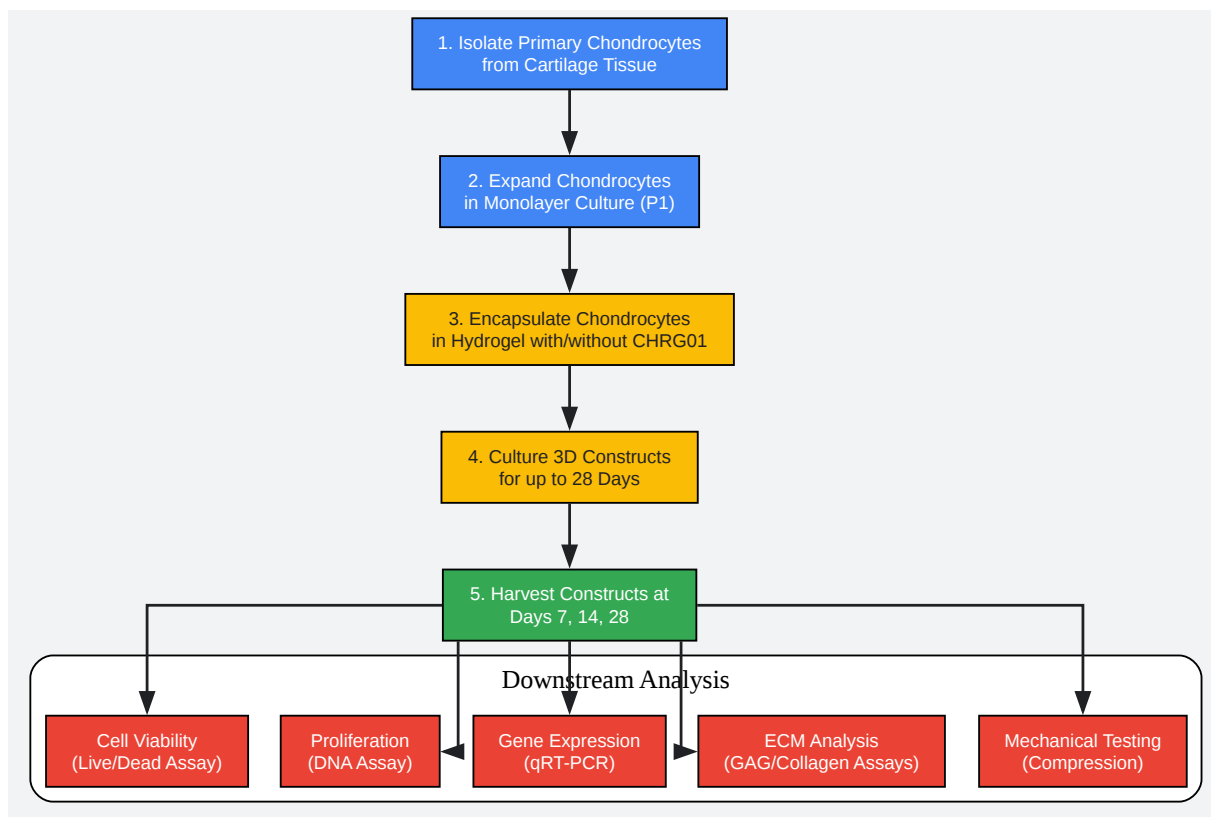 1. Isolate Primary Chondrocytes
from Cartilage Tissue
2. Expand Chondrocytes
in Monolayer Culture (P1)
3. Encapsulate Chondrocytes
in Hydrogel with/without CHRG01
4. Culture 3D Constructs
for up to 28 Days
5. Harvest Constructs at
Days 7, 14, 28
Downstream Analysis
Cell Viability
(Live/Dead Assay)
Proliferation
(DNA Assay)
Gene Expression
(qRT-PCR)
ECM Analysis
(GAG/Collagen Assays)
Mechanical Testing
(Compression)